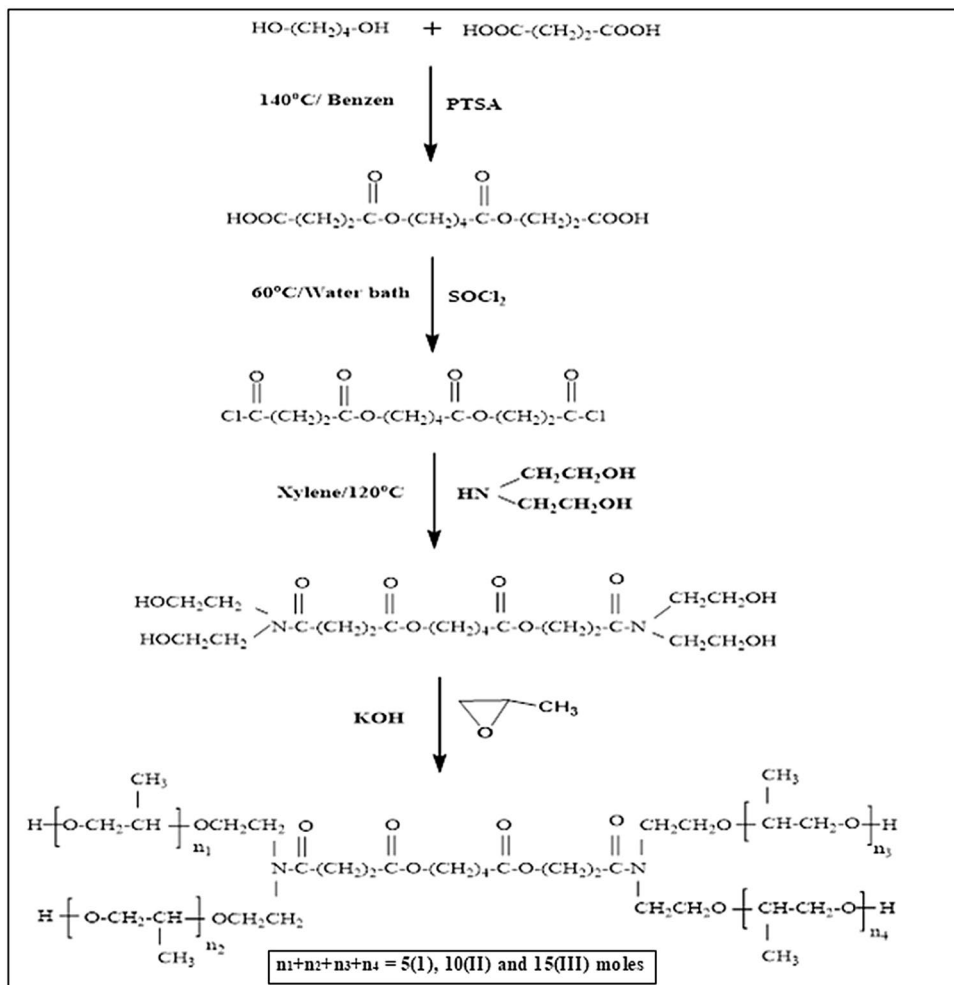 HO-(CH₂)₄-OH + HOOC-(CH₂)₂-COOH
140°C/ Benzen PTSA
O O
HOOC-(CH₂)₂-C-O-(CH₂)₄-C-O-(CH₂)₂-COOH
60°C/Water bath SOCl₂
O O O O
Cl-C-(CH₂)₂-C-O-(CH₂)₄-C-O-(CH₂)₂-C-Cl
CH₂CH₂OH
Xylene/120°C HN
CH₂CH₂OH
O O O O
HOCH₂CH₂ CH₂CH₂OH
N-C-(CH₂)₂-C-O-(CH₂)₄-C-O-(CH₂)₂-C-N
HOCH₂CH₂ CH₂CH₂OH
KOH CH₃
O
CH₃ CH₃
H-[O-CH₂-CH-]n₁-OCH₂CH₂ O O O O CH₂CH₂O-[CH-CH₂-O-]n₃-H
N-C-(CH₂)₂-C-O-(CH₂)₄-C-O-(CH₂)₂-C-N
H-[O-CH₂-CH-]n₂-OCH₂CH₂ CH₂CH₂O-[CH-CH₂-O-]n₄-H
CH₃ CH₃
n₁+n₂+n₃+n₄ = 5(1), 10(II) and 15(III) moles